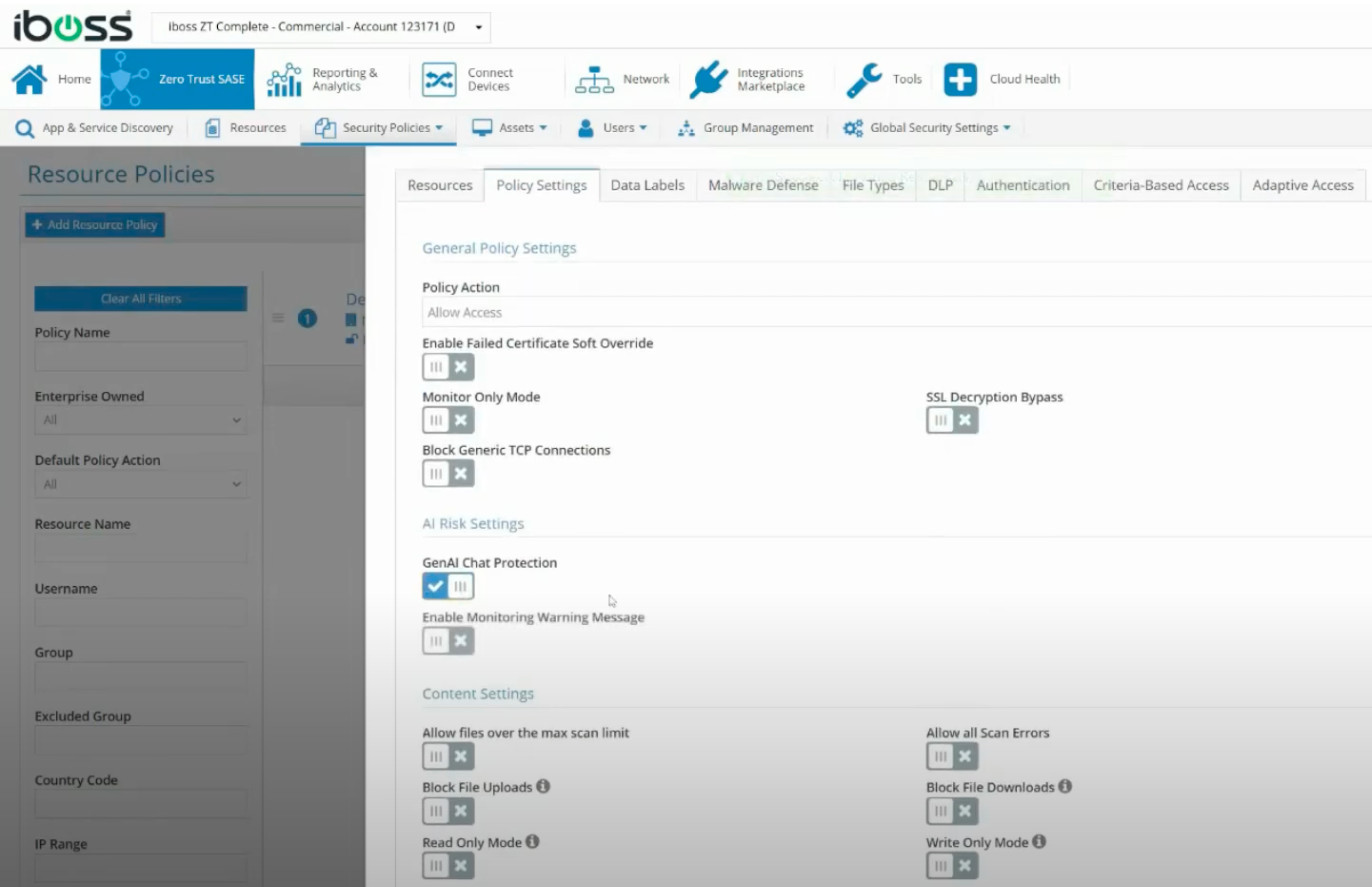 iboss
iboss ZT Complete - Commercial - Account 123171 (D
Home
Zero Trust SASE
Reporting &
Analytics
Connect
Devices
Network
Integrations
Marketplace
Tools
Cloud Health
App & Service Discovery
Resources
Security Policies
Assets
Users
Group Management
Global Security Settings
Resource Policies
+ Add Resource Policy
Clear All Filters
Policy Name
Enterprise Owned
All
Default Policy Action
All
Resource Name
Username
Group
Excluded Group
Country Code
IP Range
1
De
Resources
Policy Settings
Data Labels
Malware Defense
File Types
DLP
Authentication
Criteria-Based Access
Adaptive Access
General Policy Settings
Policy Action
Allow Access
Enable Failed Certificate Soft Override
Monitor Only Mode
SSL Decryption Bypass
Block Generic TCP Connections
AI Risk Settings
GenAI Chat Protection
Enable Monitoring Warning Message
Content Settings
Allow files over the max scan limit
Allow all Scan Errors
Block File Uploads
Block File Downloads
Read Only Mode
Write Only Mode